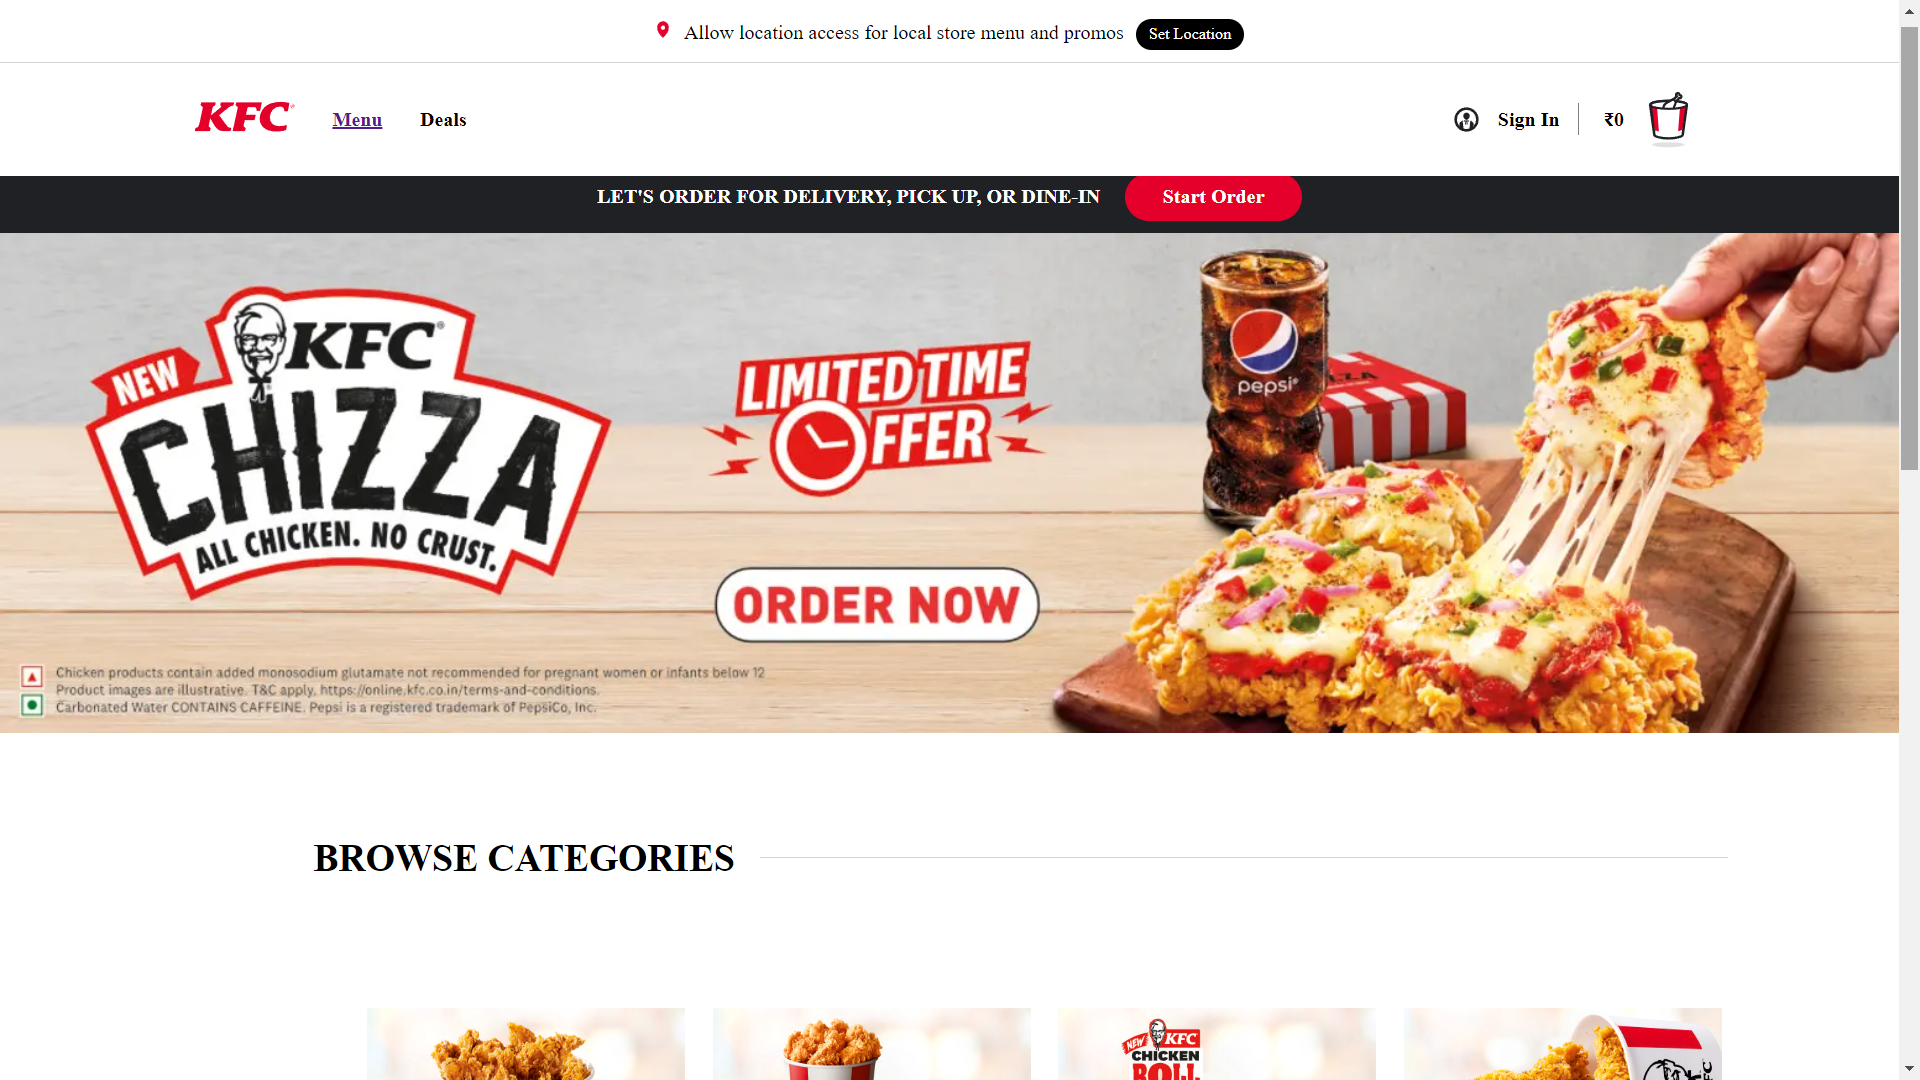 Allow location access for local store menu and promos Set Location
KFC Menu Deals Sign In ₹0
LET'S ORDER FOR DELIVERY, PICK UP, OR DINE-IN Start Order
NEW
KFC
CHIZZA
ALL CHICKEN. NO CRUST.
LIMITED TIME
OFFER
ORDER NOW
pepsi
Chicken products contain added monosodium glutamate not recommended for pregnant women or infants below 12
Product images are illustrative. T&C apply. https://online.kfc.co.in/terms-and-conditions.
Carbonated Water CONTAINS CAFFEINE. Pepsi is a registered trademark of PepsiCo, Inc.
BROWSE CATEGORIES
NEW KFC
CHICKEN
ROLL